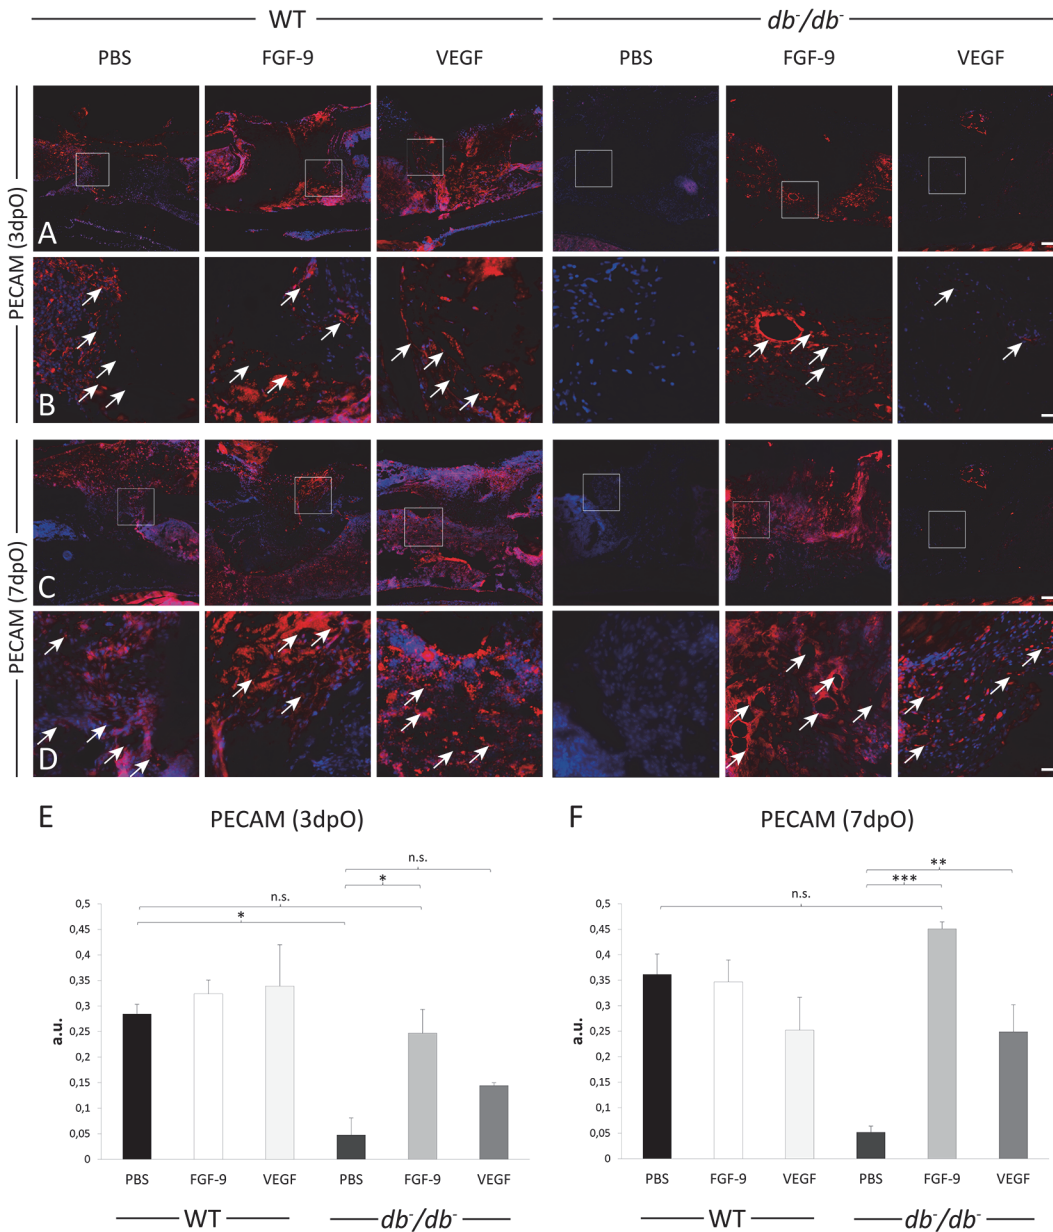 WT db-/db-
PBS FGF-9 VEGF PBS FGF-9 VEGF
PECAM (3dpO)
A
B
PECAM (7dpO)
C
D
E PECAM (3dpO)
n.s.
*
n.s.
*
a.u.
0,5
0,45
0,4
0,35
0,3
0,25
0,2
0,15
0,1
0,05
0
PBS FGF-9 VEGF PBS FGF-9 VEGF
WT db-/db-
F PECAM (7dpO)
**
***
n.s.
a.u.
0,5
0,45
0,4
0,35
0,3
0,25
0,2
0,15
0,1
0,05
0
PBS FGF-9 VEGF PBS FGF-9 VEGF
WT db-/db-